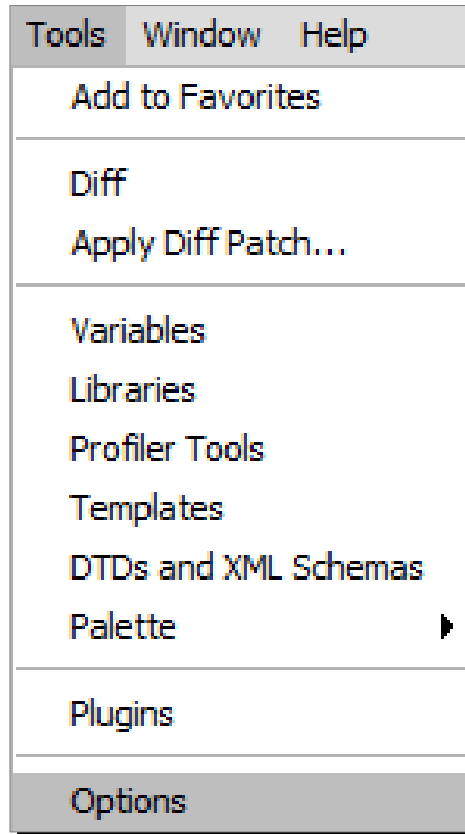 Tools Window Help
Add to Favorites
Diff
Apply Diff Patch...
Variables
Libraries
Profiler Tools
Templates
DTDs and XML Schemas
Palette
Plugins
Options